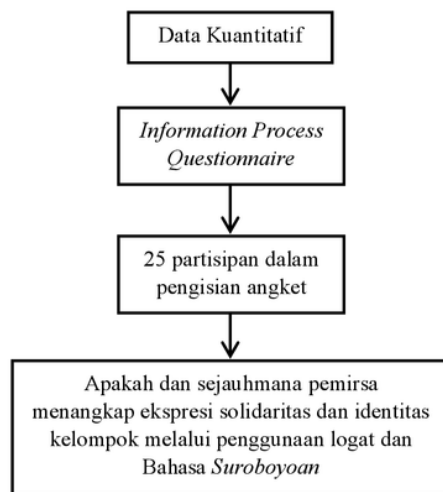 Data Kuantitatif
Information Process
Questionnaire
25 partisipan dalam
pengisian angket
Apakah dan sejauhmana pemirsa
menangkap ekspresi solidaritas dan identitas
kelompok melalui penggunaan logat dan
Bahasa Suroboyoan